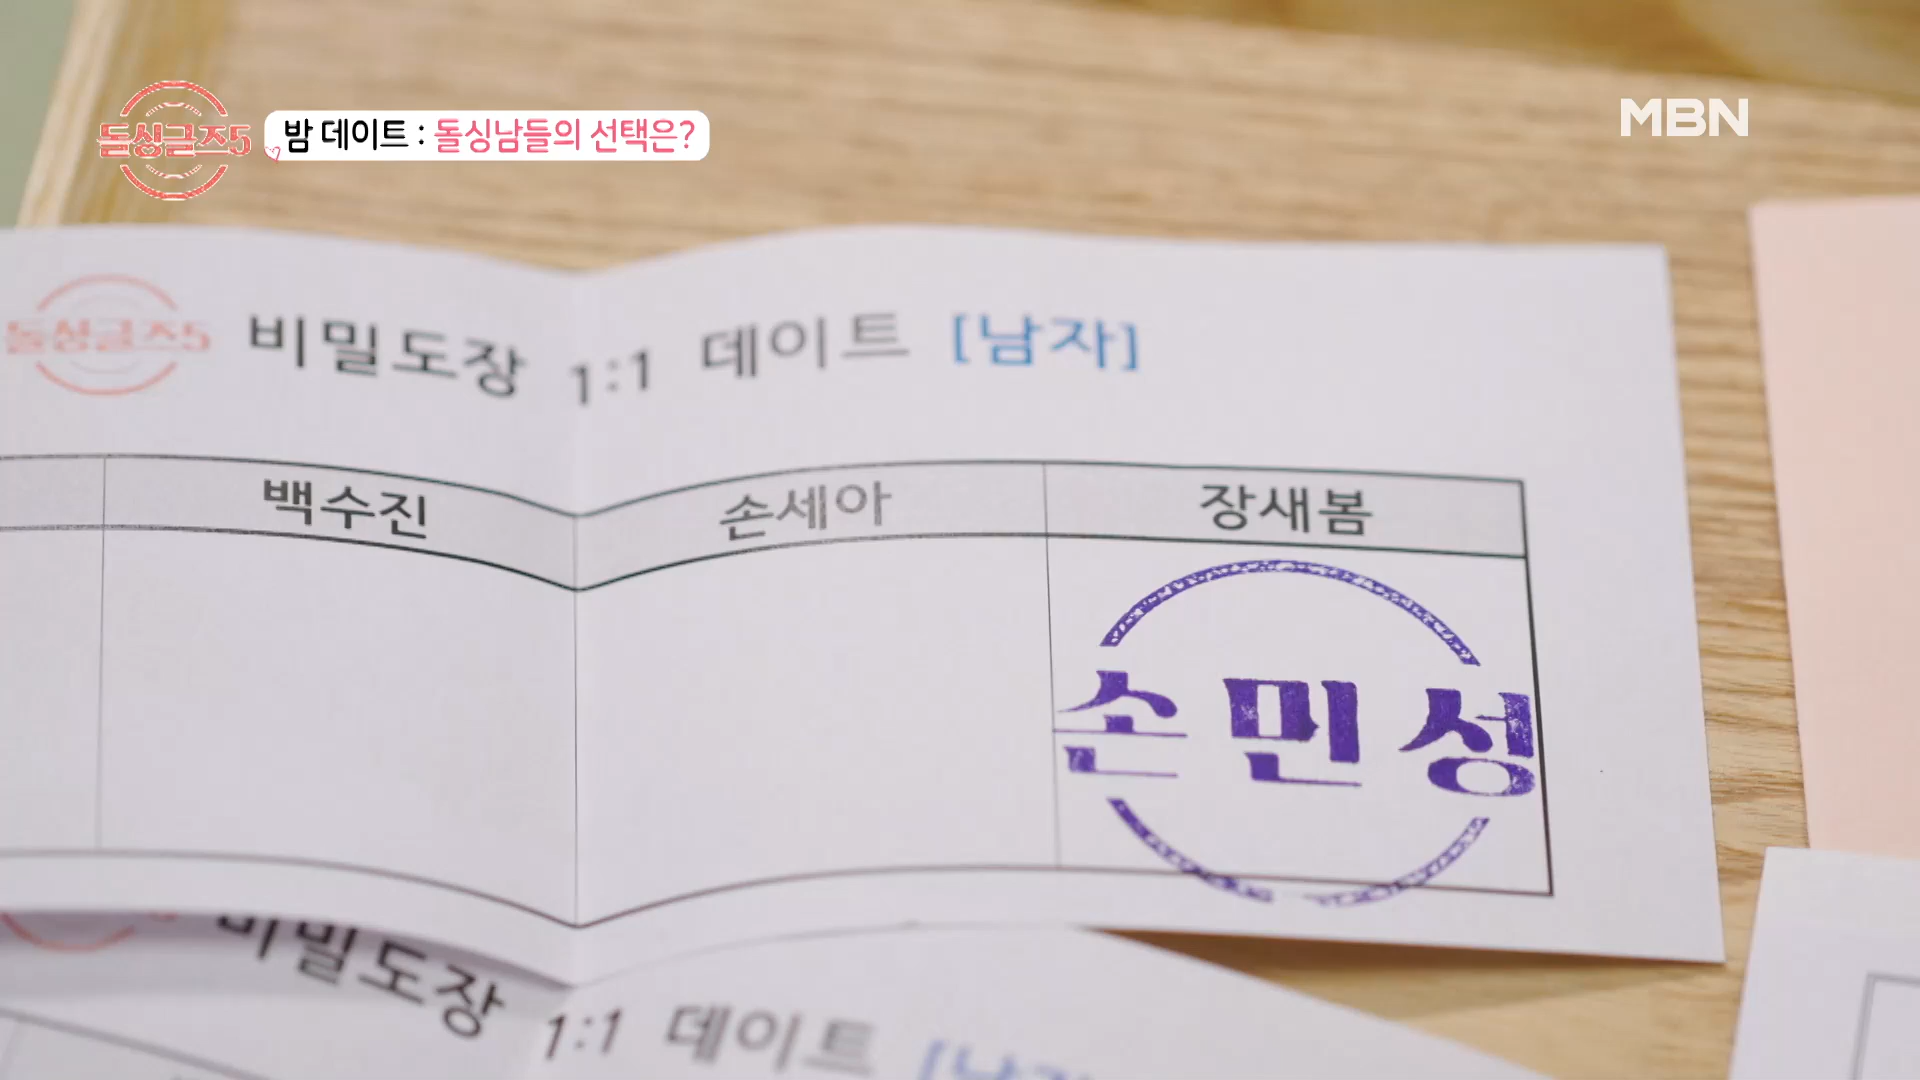 돌싱글즈5
밤 데이트 : 돌싱남들의 선택은?
MBN
돌싱글즈5
비밀도장 1:1 데이트 [남자]
백수진 손세아 장새봄
손민성
비밀도장 1:1 데이트 [남자]